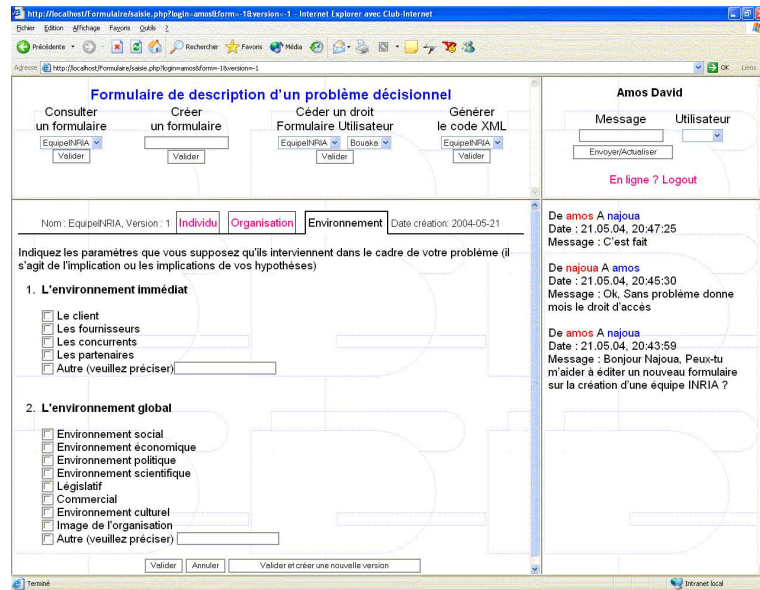 http://localhost/Formulaire/saisie.php?login=amos&form=-1&version=-1 - Internet Explorer avec Club-Internet
Fichier Edition Affichage Favoris Outils ?
Précédente Rechercher Favoris Média
Adresse http://localhost/Formulaire/saisie.php?login=amos&form=-1&version=-1 OK Liens
Formulaire de description d'un problème décisionnel
Consulter un formulaire
Créer un formulaire
Céder un droit
Formulaire Utilisateur
Générer le code XML
EquipeINRIA
EquipeINRIA Bouaka
EquipeINRIA
Valider
Valider
Valider
Valider
Amos David
Message Utilisateur
Envoyer/Actualiser
En ligne ? Logout
Nom : EquipeINRIA, Version : 1 Individu Organisation Environnement Date création: 2004-05-21
Indiquez les paramètres que vous supposez qu'ils interviennent dans le cadre de votre problème (il
s'agit de l'implication ou les implications de vos hypothèses)
1. L'environnement immédiat
Le client
Les fournisseurs
Les concurrents
Les partenaires
Autre (veuillez préciser)
2. L'environnement global
Environnement social
Environnement économique
Environnement politique
Environnement scientifique
Législatif
Commercial
Environnement culturel
Image de l'organisation
Autre (veuillez préciser)
Valider Annuler Valider et créer une nouvelle version
De amos A najoua
Date : 21.05.04, 20:47:25
Message : C'est fait
De najoua A amos
Date : 21.05.04, 20:45:30
Message : Ok, Sans problème donne
mois le droit d'accès
De amos A najoua
Date : 21.05.04, 20:43:59
Message : Bonjour Najoua, Peux-tu
m'aider à éditer un nouveau formulaire
sur la création d'une équipe INRIA ?
Terminé Intranet local